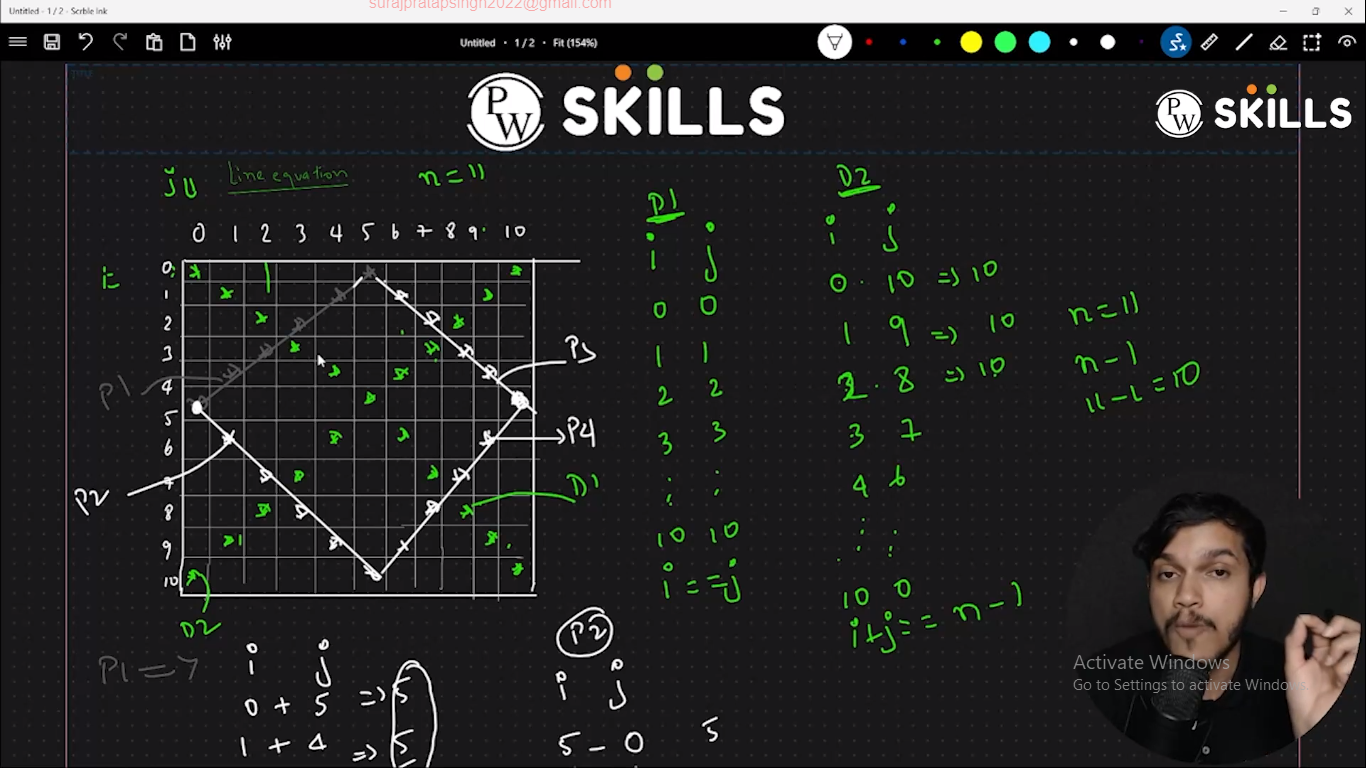 surajpratapsingh2022@gmail.com
Untitled - 1 / 2 - Scrble Ink
Untitled • 1 / 2 • Fit (154%)
PW SKILLS
PW SKILLS
j
Line equation
n = 11
0 1 2 3 4 5 6 7 8 9 10
i
0
1
2
3
4
5
6
7
8
9
10
P1
P2
P3
P4
D1
D2
D1
i j
0 0
1 1
2 2
3 3
: :
10 10
i = = j
D2
i j
0 10 => 10
1 9 => 10
2 8 => 10
3 7
4 6
: :
10 0
i+j = = n - 1
n = 11
n - 1
11 - 1 = 10
P1 =>
i j
0 + 5 => 5
1 + 4 => 5
P2
i j
5 - 0 5
Activate Windows
Go to Settings to activate Windows.